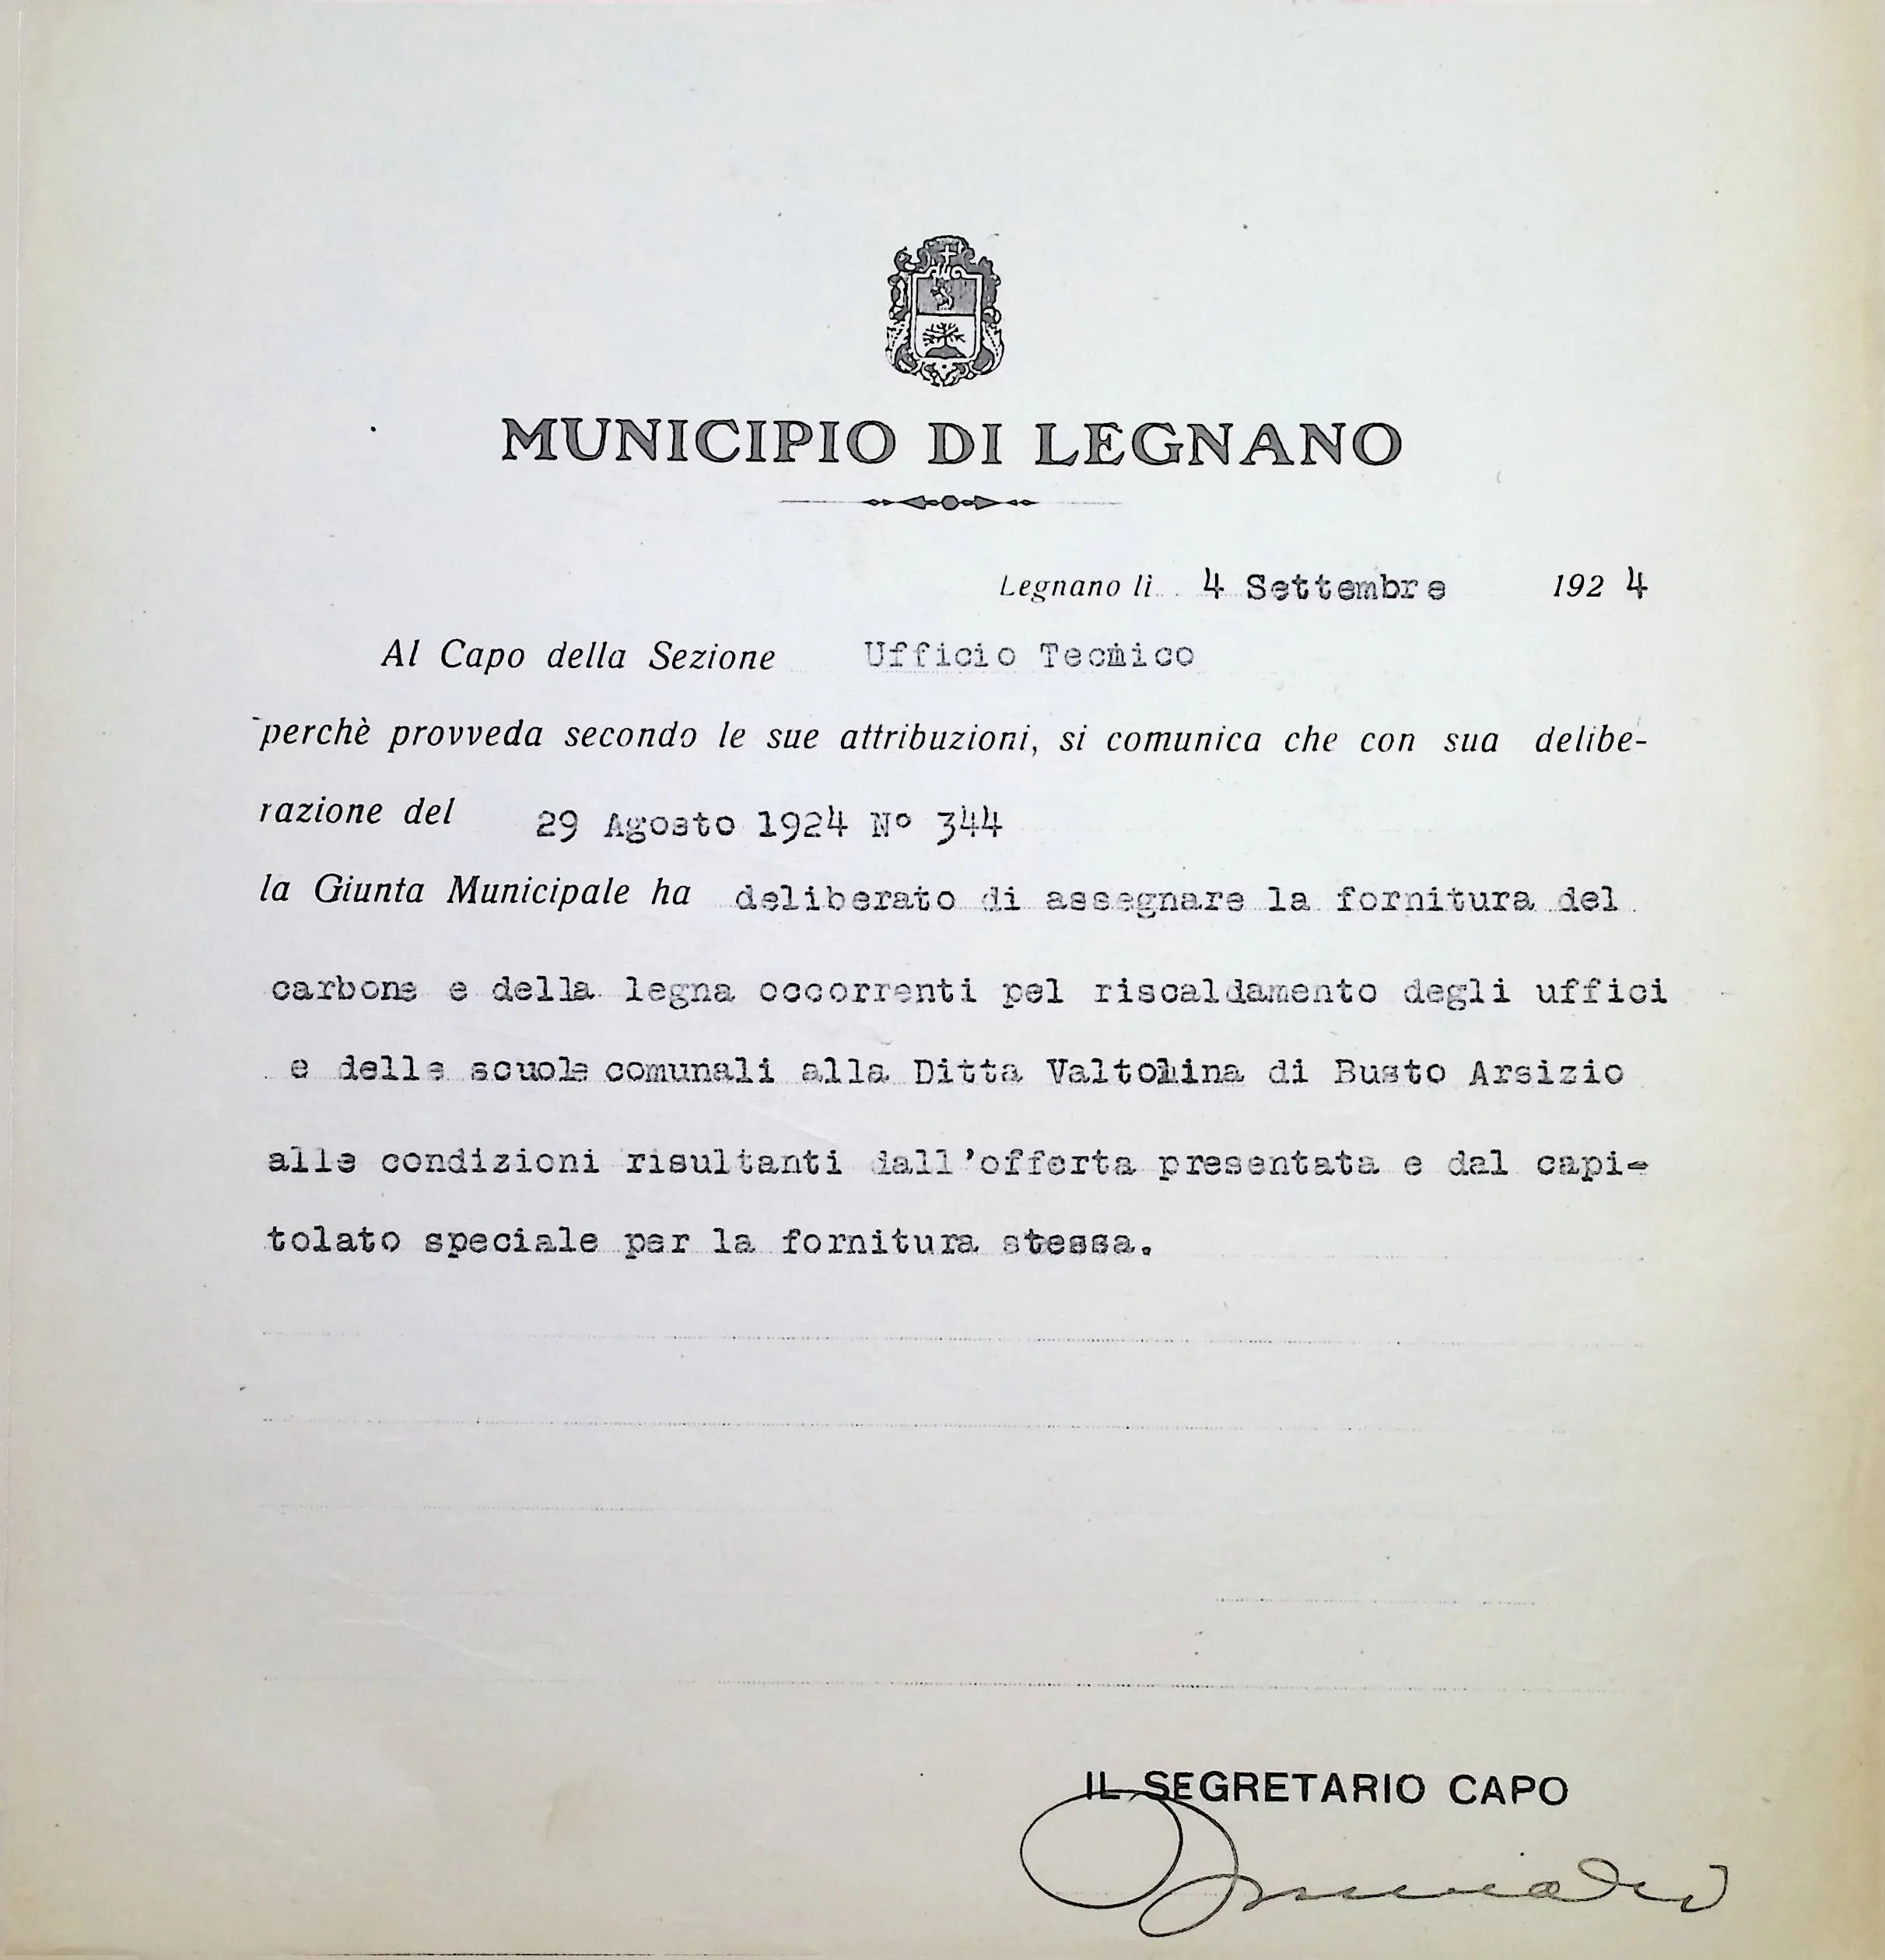 MUNICIPIO DI LEGNANO
Legnano lì 4 Settembre 1924
Al Capo della Sezione Ufficio Tecnico
perchè provveda secondo le sue attribuzioni, si comunica che con sua delibe-
razione del 29 Agosto 1924 N° 344
la Giunta Municipale ha deliberato di assegnare la fornitura del
carbone e della legna occorrenti pel riscaldamento degli uffici
e delle scuole comunali alla Ditta Valtolina di Busto Arsizio
alle condizioni risultanti dall'offerta presentata e dal capi-
tolato speciale per la fornitura stessa.
IL SEGRETARIO CAPO